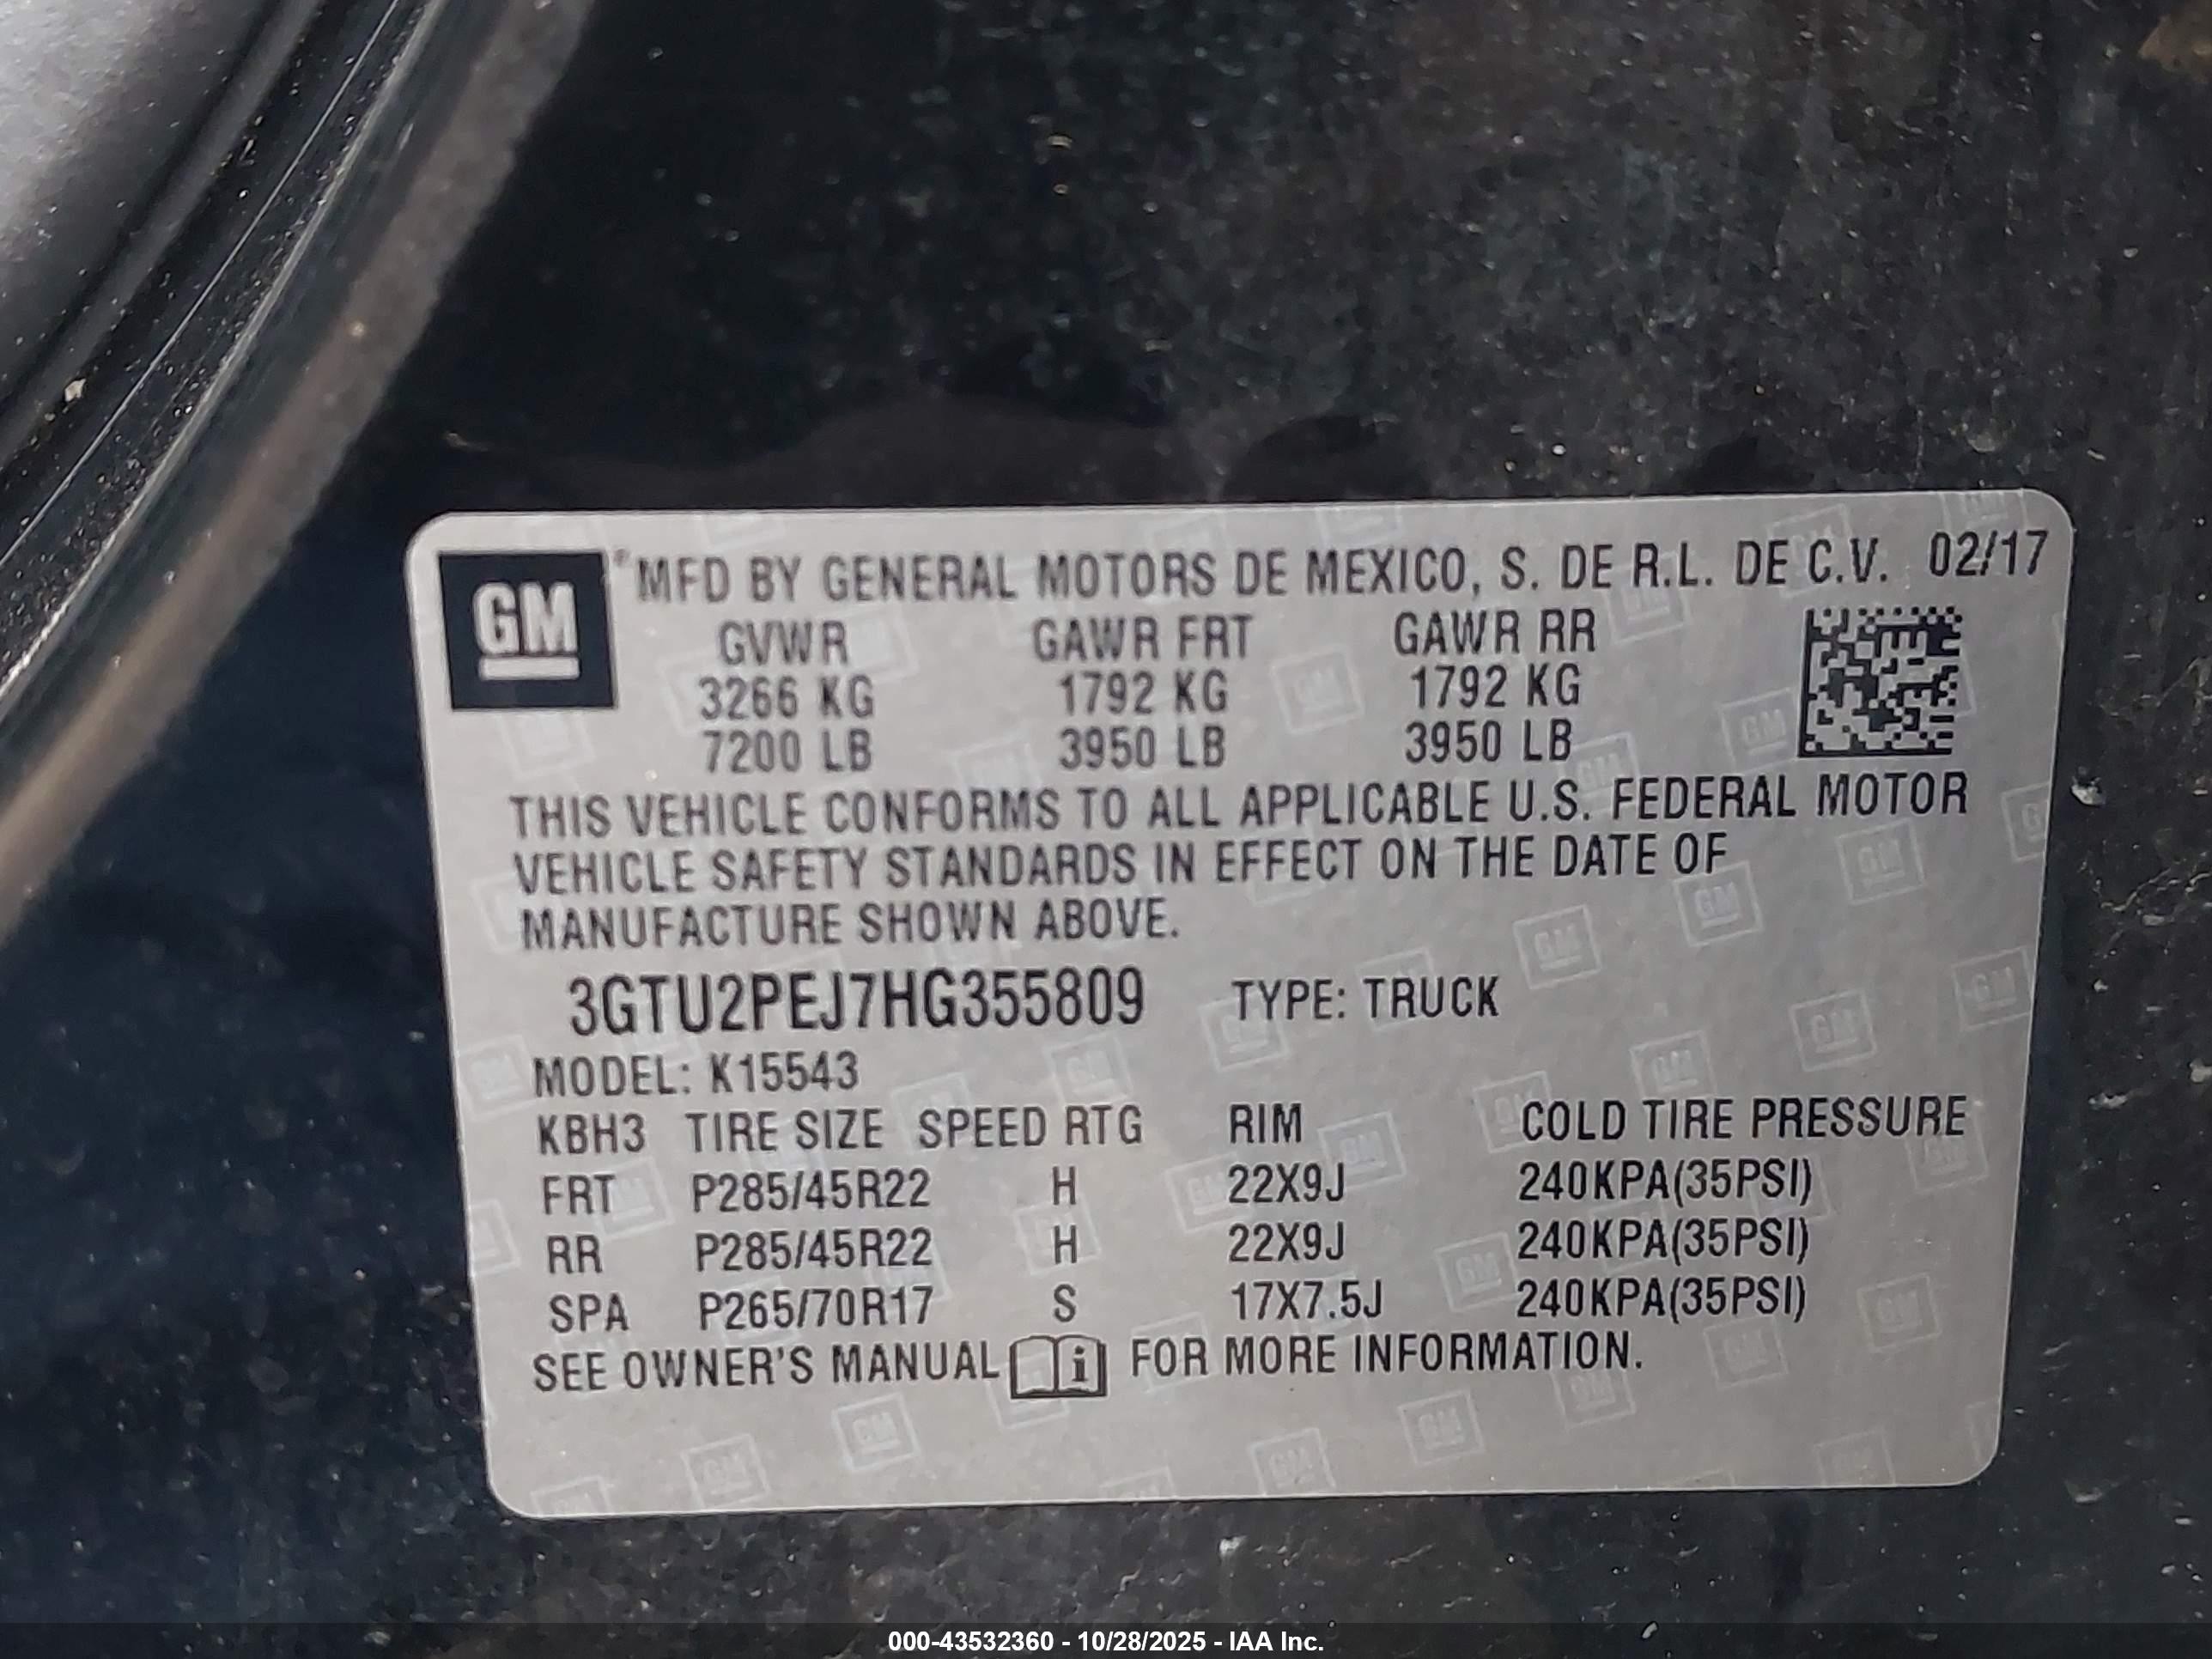 GM
*MFD BY GENERAL MOTORS DE MEXICO, S. DE R.L. DE C.V. 02/17
GVWR GAWR FRT GAWR RR
3266 KG 1792 KG 1792 KG
7200 LB 3950 LB 3950 LB
THIS VEHICLE CONFORMS TO ALL APPLICABLE U.S. FEDERAL MOTOR
VEHICLE SAFETY STANDARDS IN EFFECT ON THE DATE OF
MANUFACTURE SHOWN ABOVE.
3GTU2PEJ7HG355809 TYPE: TRUCK
MODEL: K15543
KBH3 TIRE SIZE SPEED RTG RIM COLD TIRE PRESSURE
FRT P285/45R22 H 22X9J 240KPA(35PSI)
RR P285/45R22 H 22X9J 240KPA(35PSI)
SPA P265/70R17 S 17X7.5J 240KPA(35PSI)
SEE OWNER'S MANUAL i FOR MORE INFORMATION.
000-43532360 - 10/28/2025 - IAA Inc.